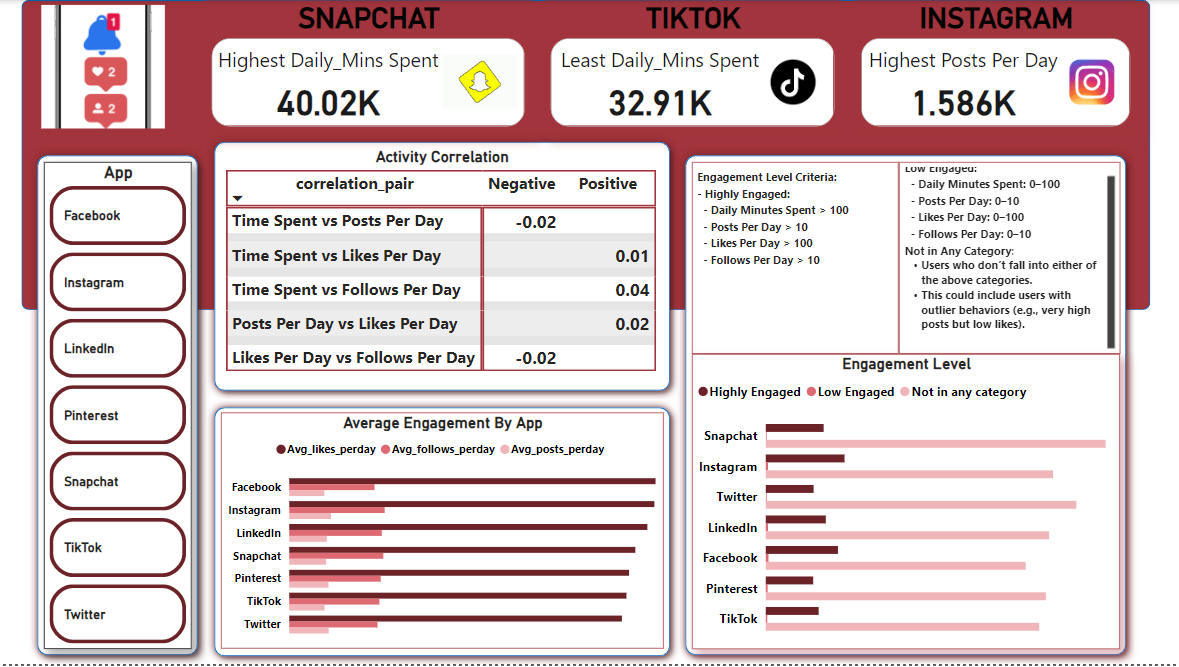 SNAPCHAT
TIKTOK
INSTAGRAM
1
2
2
Highest Daily_Mins Spent
40.02K
Least Daily_Mins Spent
32.91K
Highest Posts Per Day
1.586K
App
Facebook
Instagram
LinkedIn
Pinterest
Snapchat
TikTok
Twitter
Activity Correlation
correlation_pair Negative Positive
Time Spent vs Posts Per Day -0.02
Time Spent vs Likes Per Day 0.01
Time Spent vs Follows Per Day 0.04
Posts Per Day vs Likes Per Day 0.02
Likes Per Day vs Follows Per Day -0.02
Average Engagement By App
Avg_likes_perday Avg_follows_perday Avg_posts_perday
Facebook
Instagram
LinkedIn
Snapchat
Pinterest
TikTok
Twitter
Engagement Level Criteria:
- Highly Engaged:
- Daily Minutes Spent > 100
- Posts Per Day > 10
- Likes Per Day > 100
- Follows Per Day > 10
Low Engaged:
- Daily Minutes Spent: 0–100
- Posts Per Day: 0–10
- Likes Per Day: 0–100
- Follows Per Day: 0–10
Not in Any Category:
• Users who don't fall into either of
the above categories.
• This could include users with
outlier behaviors (e.g., very high
posts but low likes).
Engagement Level
Highly Engaged Low Engaged Not in any category
Snapchat
Instagram
Twitter
LinkedIn
Facebook
Pinterest
TikTok